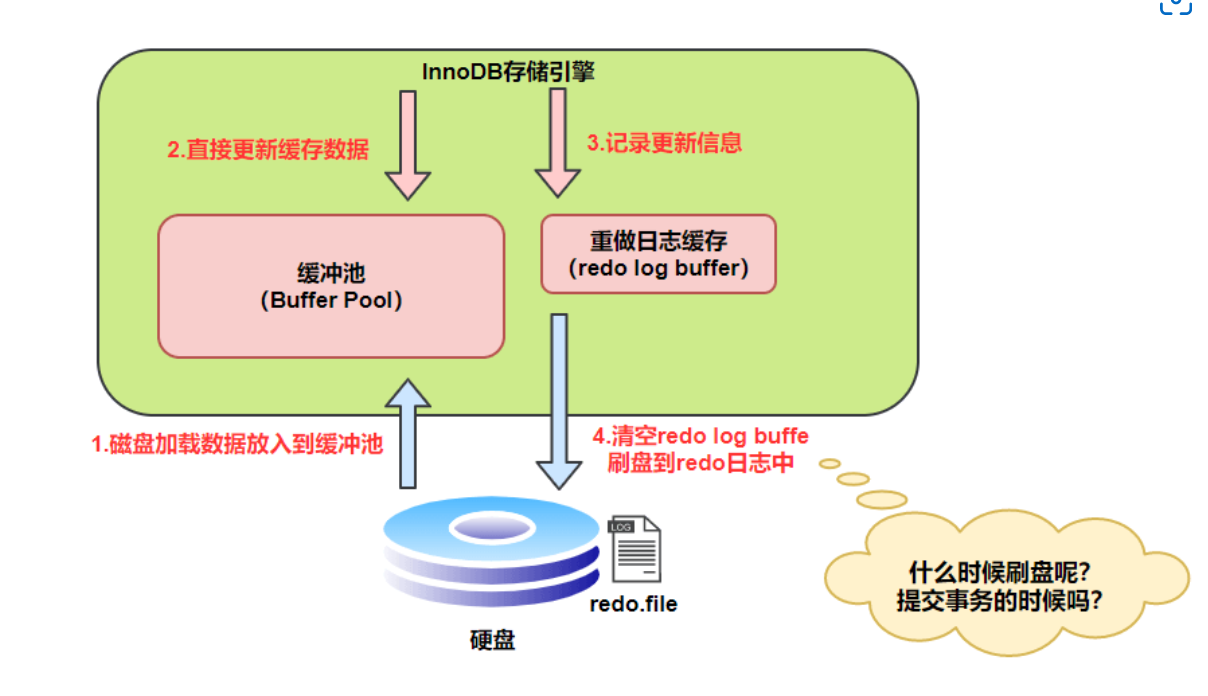 InnoDB存储引擎
2.直接更新缓存数据
3.记录更新信息
重做日志缓存
（redo log buffer）
缓冲池
（Buffer Pool）
1.磁盘加载数据放入到缓冲池
4.清空redo log buffe
刷盘到redo日志中
LOG
redo.file
硬盘
什么时候刷盘呢？
提交事务的时候吗？